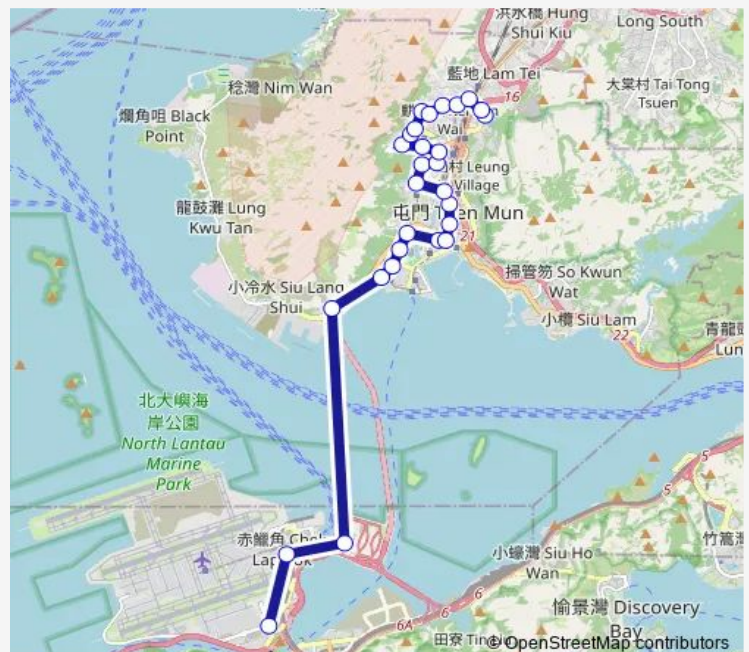 洪水橋 Hung
Shui Kiu
Long South
稔灣 Nim Wan
藍地 Lam Tei
16
大棠村 Tai Tong
Tsuen
爛角咀 Black
Point
Wai
村 Leung
Village
龍鼓灘 Lung
Kwu Tan
屯門 T en Mun
21
掃管笏 So Kwun
Wat
小冷水 Siu Lang
Shui
小欖 Siu Lam
22
青龍
Lun
北大嶼海
岸公園
North Lantau
Marine
Park
5
5
赤鱲角 Che
Lap ok
小蠔灣 Siu Ho
Wan
竹篙灣
6
6
6A
愉景灣 Discovery
Bay
田寮 Tin Liu
© OpenStreetMap contributors